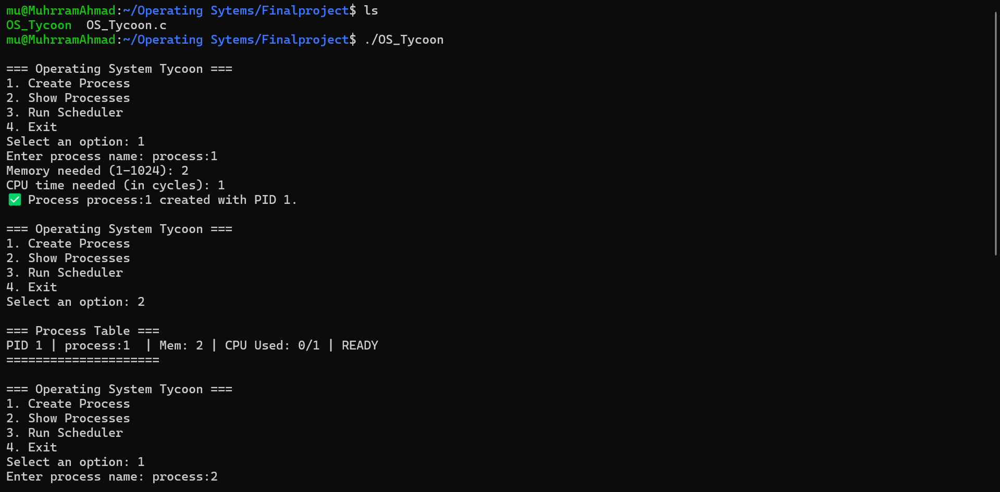 mu@MuhrramAhmad:~/Operating Sytems/Finalproject$ ls
OS_Tycoon  OS_Tycoon.c
mu@MuhrramAhmad:~/Operating Sytems/Finalproject$ ./OS_Tycoon

=== Operating System Tycoon ===
1. Create Process
2. Show Processes
3. Run Scheduler
4. Exit
Select an option: 1
Enter process name: process:1
Memory needed (1-1024): 2
CPU time needed (in cycles): 1
✅ Process process:1 created with PID 1.

=== Operating System Tycoon ===
1. Create Process
2. Show Processes
3. Run Scheduler
4. Exit
Select an option: 2

=== Process Table ===
PID 1 | process:1  | Mem: 2 | CPU Used: 0/1 | READY
=====================

=== Operating System Tycoon ===
1. Create Process
2. Show Processes
3. Run Scheduler
4. Exit
Select an option: 1
Enter process name: process:2